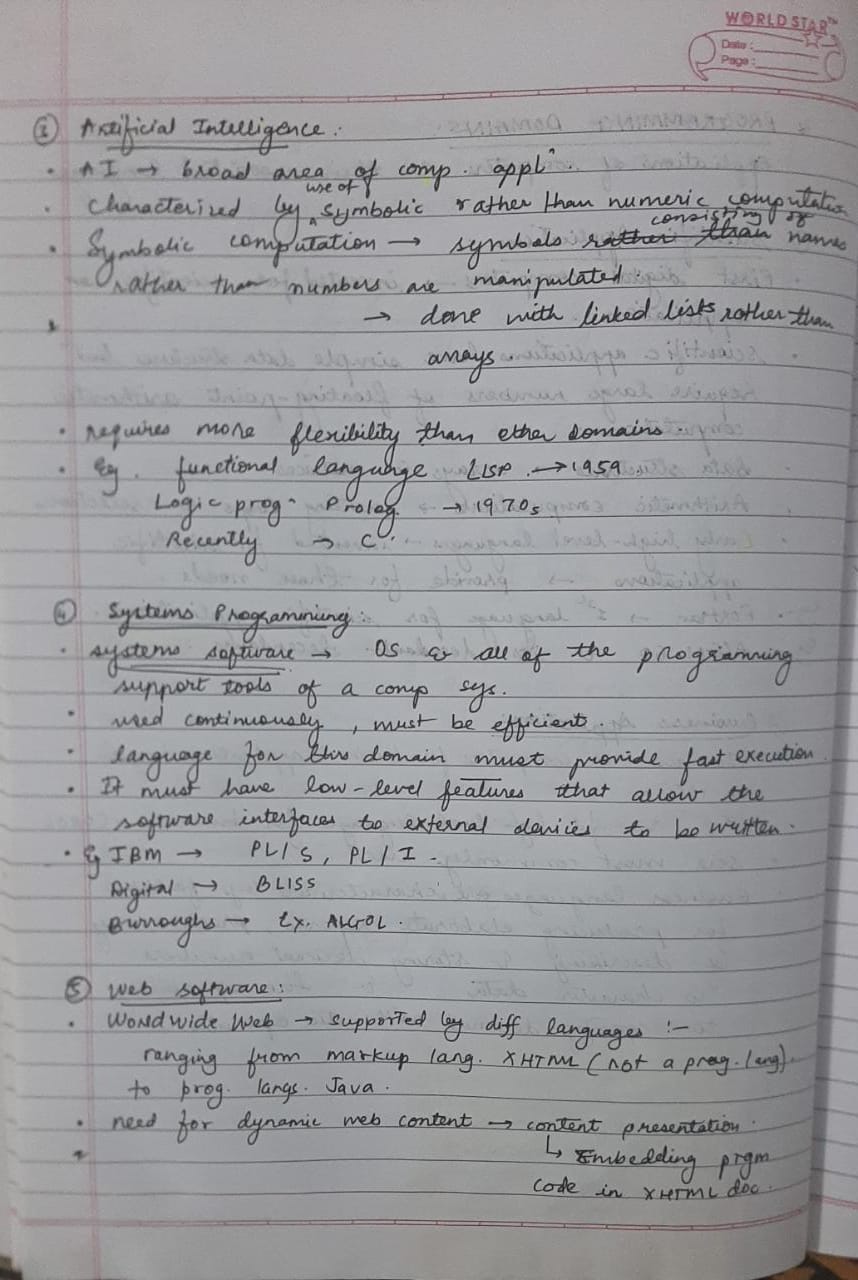 WORLD STAR™
Date:
Page:
③ Artificial Intelligence :
• AI → broad area of comp. applⁿ.
• characterized by use of symbolic rather than numeric computation
• Symbolic computation → symbols consisting of names
rather than numbers are manipulated.
→ done with linked lists rather than
arrays.
• requires more flexibility than other domains.
• Eg. functional language LISP → 1959
Logic prog. Prolog → 1970s
Recently → C
④ Systems Programming :
• systems software → OS & all of the programming
support tools of a comp sys.
• used continuously, must be efficient.
• language for this domain must provide fast execution.
• It must have low-level features that allow the
software interfaces to external devices to be written.
• Eg IBM → PL/S, PL/I.
Digital → BLISS
Burroughs → Ex. ALGOL.
⑤ Web software :
• Worldwide Web → supported by diff languages :-
ranging from markup lang. XHTML (not a prog. lang).
to prog. langs. Java.
• need for dynamic web content → content presentation.
↳ Embedding prgm
code in XHTML doc.